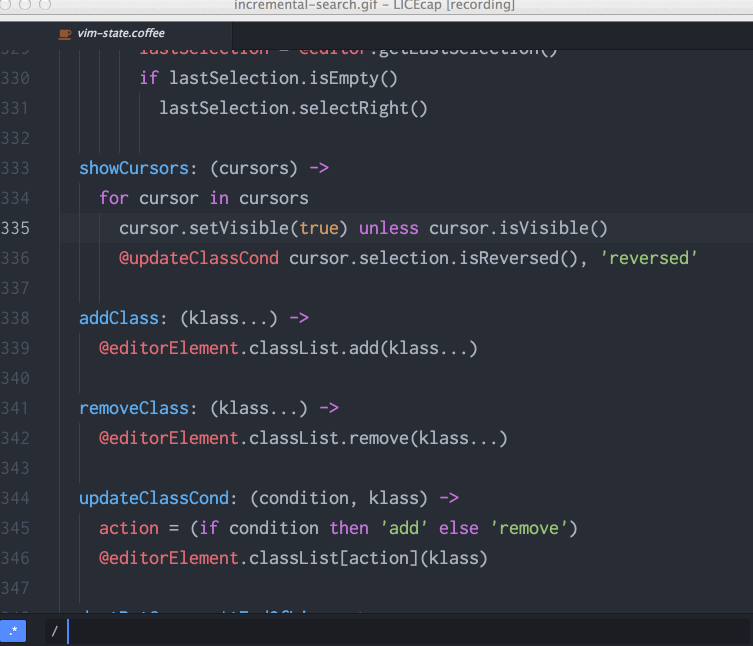 incremental-search.gif – LICEcap [recording]
vim-state.coffee
329 lastSelection = @editor.getLastSelection()
330 if lastSelection.isEmpty()
331 lastSelection.selectRight()
332
333 showCursors: (cursors) ->
334 for cursor in cursors
335 cursor.setVisible(true) unless cursor.isVisible()
336 @updateClassCond cursor.selection.isReversed(), 'reversed'
337
338 addClass: (klass...) ->
339 @editorElement.classList.add(klass...)
340
341 removeClass: (klass...) ->
342 @editorElement.classList.remove(klass...)
343
344 updateClassCond: (condition, klass) ->
345 action = (if condition then 'add' else 'remove')
346 @editorElement.classList[action](klass)
347
.* /